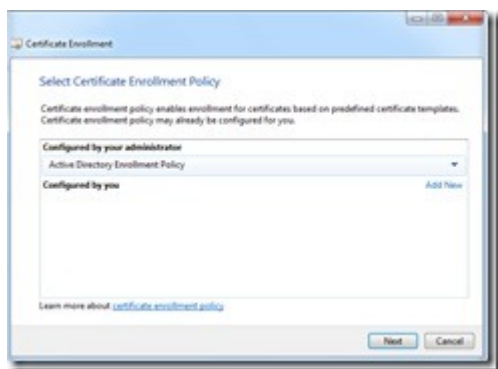 Certificate Enrollment
Select Certificate Enrollment Policy
Certificate enrollment policy enables enrollment for certificates based on predefined certificate templates.
Certificate enrollment policy may already be configured for you.
Configured by your administrator
Active Directory Enrollment Policy
Configured by you Add New
Learn more about certificate enrollment policy
Next Cancel